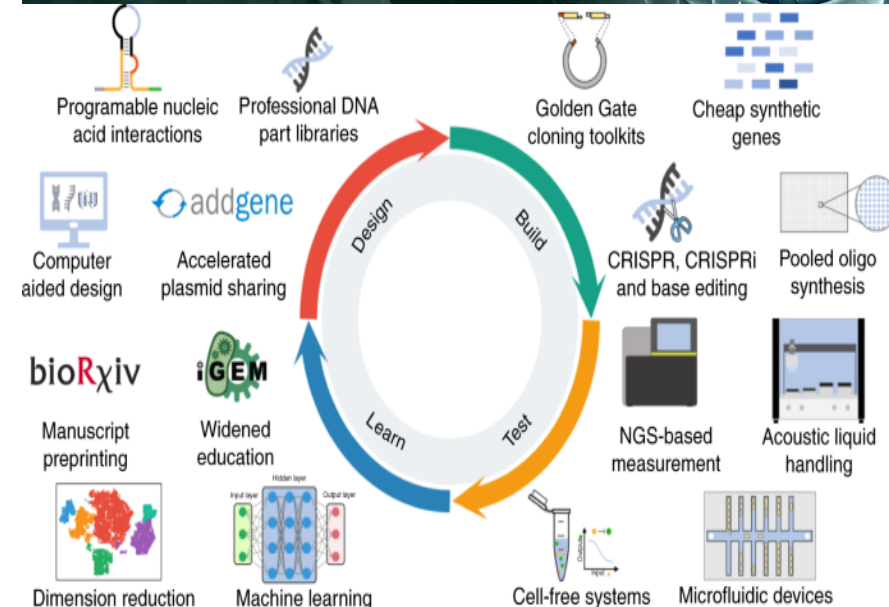 Programable nucleic
acid interactions
Professional DNA
part libraries
Golden Gate
cloning toolkits
Cheap synthetic
genes
Computer
aided design
addgene
Accelerated
plasmid sharing
Design
Build
CRISPR, CRISPRi
and base editing
Pooled oligo
synthesis
bioRχiv
Manuscript
preprinting
iGEM
Widened
education
Learn
Test
NGS-based
measurement
Acoustic liquid
handling
Dimension reduction
Input layer
Hidden layer
Output layer
Machine learning
Output
Input
Cell-free systems
Microfluidic devices